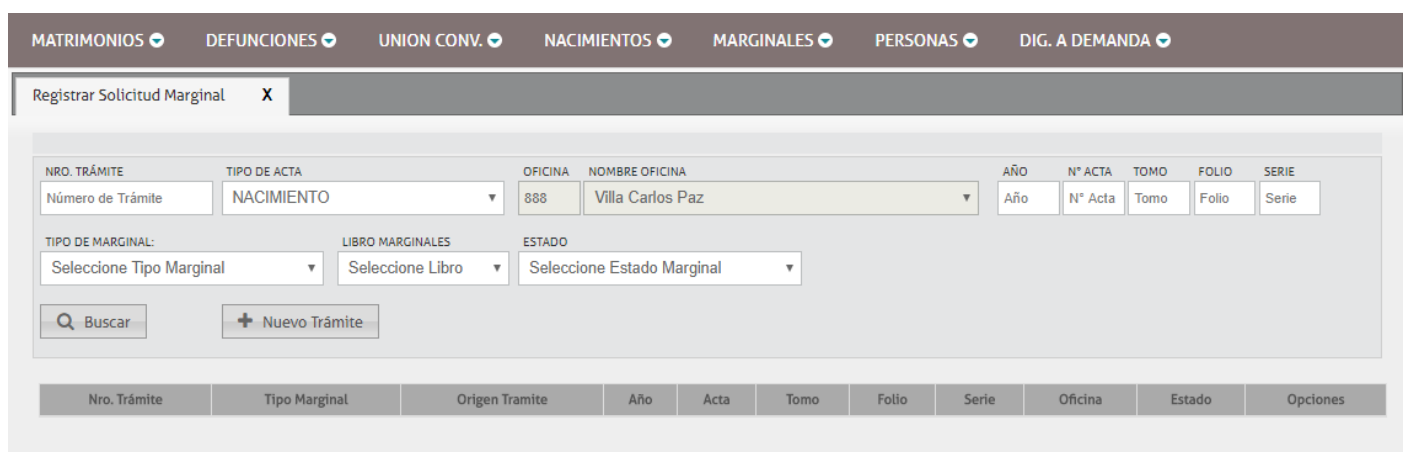 MATRIMONIOS DEFUNCIONES UNION CONV. NACIMIENTOS MARGINALES PERSONAS DIG. A DEMANDA
Registrar Solicitud Marginal X
NRO. TRÁMITE TIPO DE ACTA OFICINA NOMBRE OFICINA AÑO N° ACTA TOMO FOLIO SERIE
Número de Trámite NACIMIENTO 888 Villa Carlos Paz Año N° Acta Tomo Folio Serie
TIPO DE MARGINAL: LIBRO MARGINALES ESTADO
Seleccione Tipo Marginal Seleccione Libro Seleccione Estado Marginal
Buscar Nuevo Trámite
Nro. Trámite Tipo Marginal Origen Tramite Año Acta Tomo Folio Serie Oficina Estado Opciones